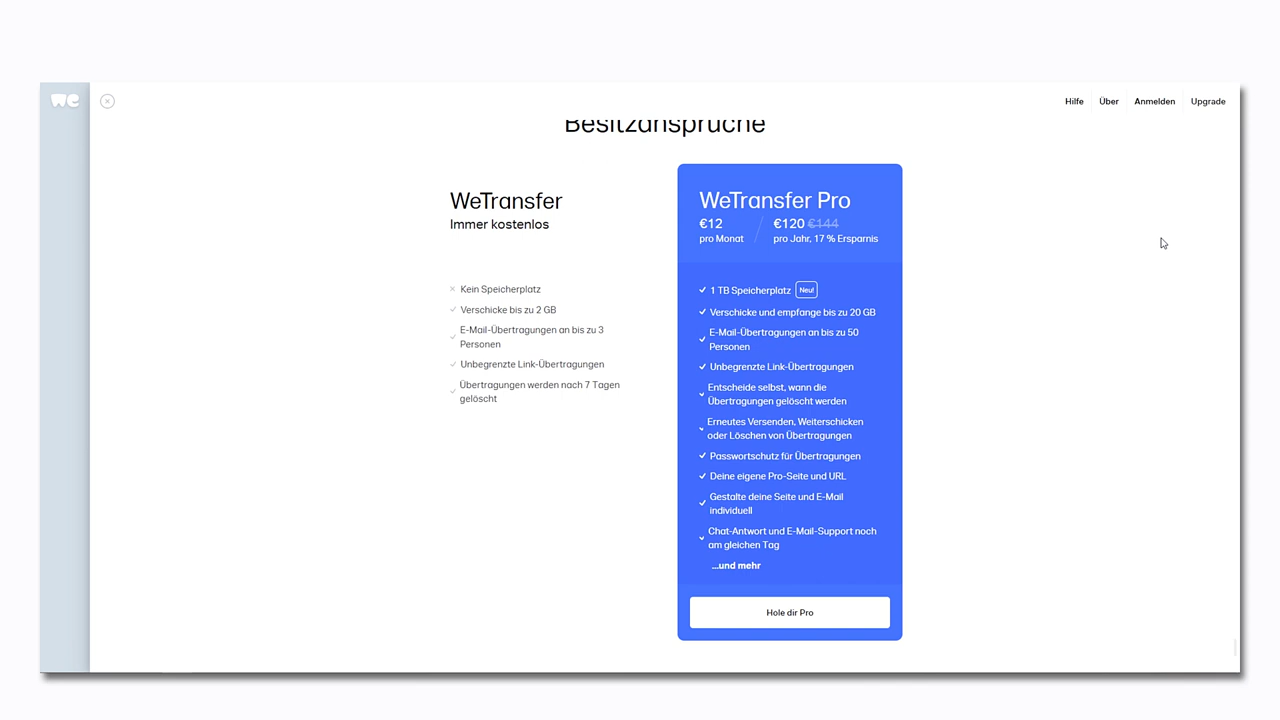 we
Hilfe
Über
Anmelden
Upgrade
Besitzansprüche
WeTransfer
Immer kostenlos
Kein Speicherplatz
Verschicke bis zu 2 GB
E-Mail-Übertragungen an bis zu 3
Personen
Unbegrenzte Link-Übertragungen
Übertragungen werden nach 7 Tagen
gelöscht
WeTransfer Pro
€12
pro Monat
€120 €144
pro Jahr, 17 % Ersparnis
1 TB Speicherplatz Neu!
Verschicke und empfange bis zu 20 GB
E-Mail-Übertragungen an bis zu 50
Personen
Unbegrenzte Link-Übertragungen
Entscheide selbst, wann die
Übertragungen gelöscht werden
Erneutes Versenden, Weiterschicken
oder Löschen von Übertragungen
Passwortschutz für Übertragungen
Deine eigene Pro-Seite und URL
Gestalte deine Seite und E-Mail
individuell
Chat-Antwort und E-Mail-Support noch
am gleichen Tag
...und mehr
Hole dir Pro